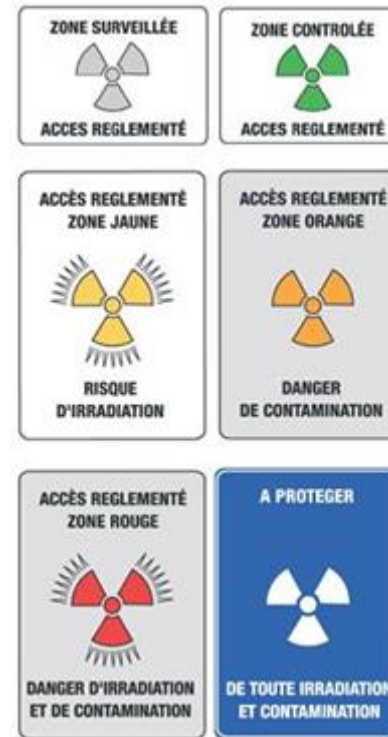 ZONE SURVEILLÉE
ACCES REGLEMENTÉ
ZONE CONTROLÉE
ACCES REGLEMENTÉ
ACCÈS REGLEMENTÉ
ZONE JAUNE
RISQUE
D'IRRADIATION
ACCÈS REGLEMENTÉ
ZONE ORANGE
DANGER
DE CONTAMINATION
ACCÈS REGLEMENTÉ
ZONE ROUGE
DANGER D'IRRADIATION
ET DE CONTAMINATION
A PROTEGER
DE TOUTE IRRADIATION
ET CONTAMINATION